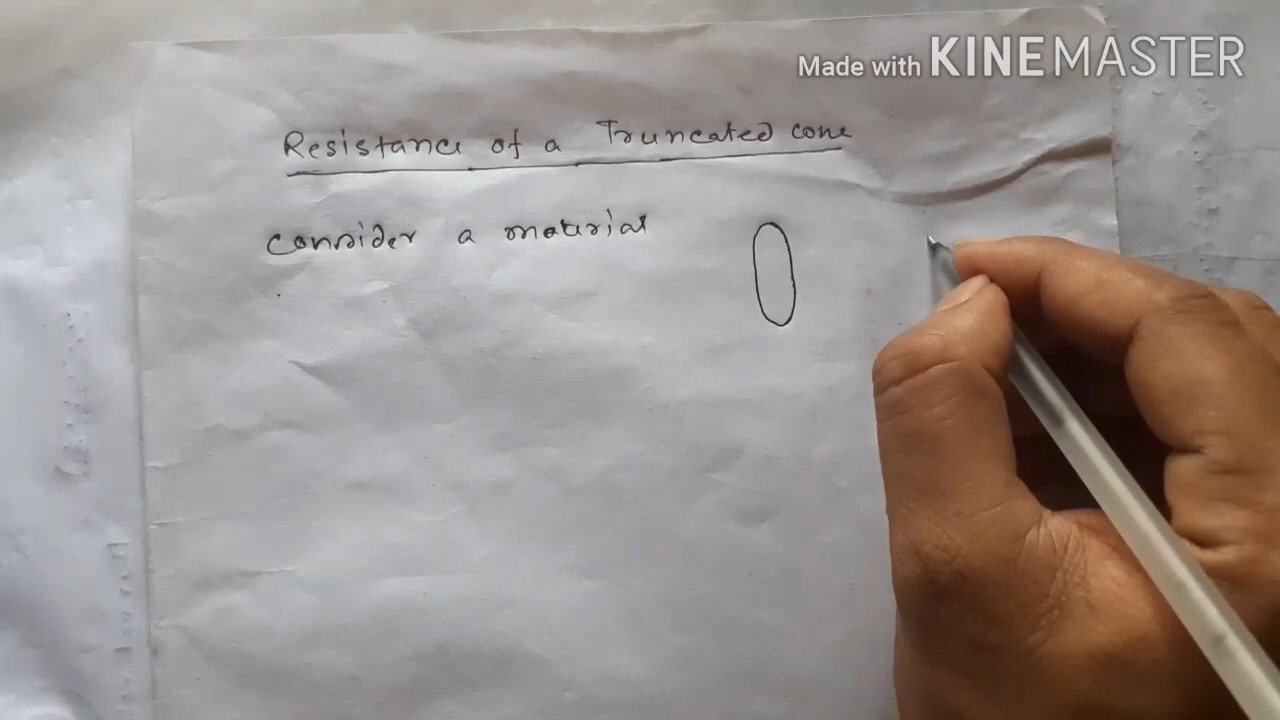 Made with KINEMASTER
Resistance of a Truncated cone
consider a material